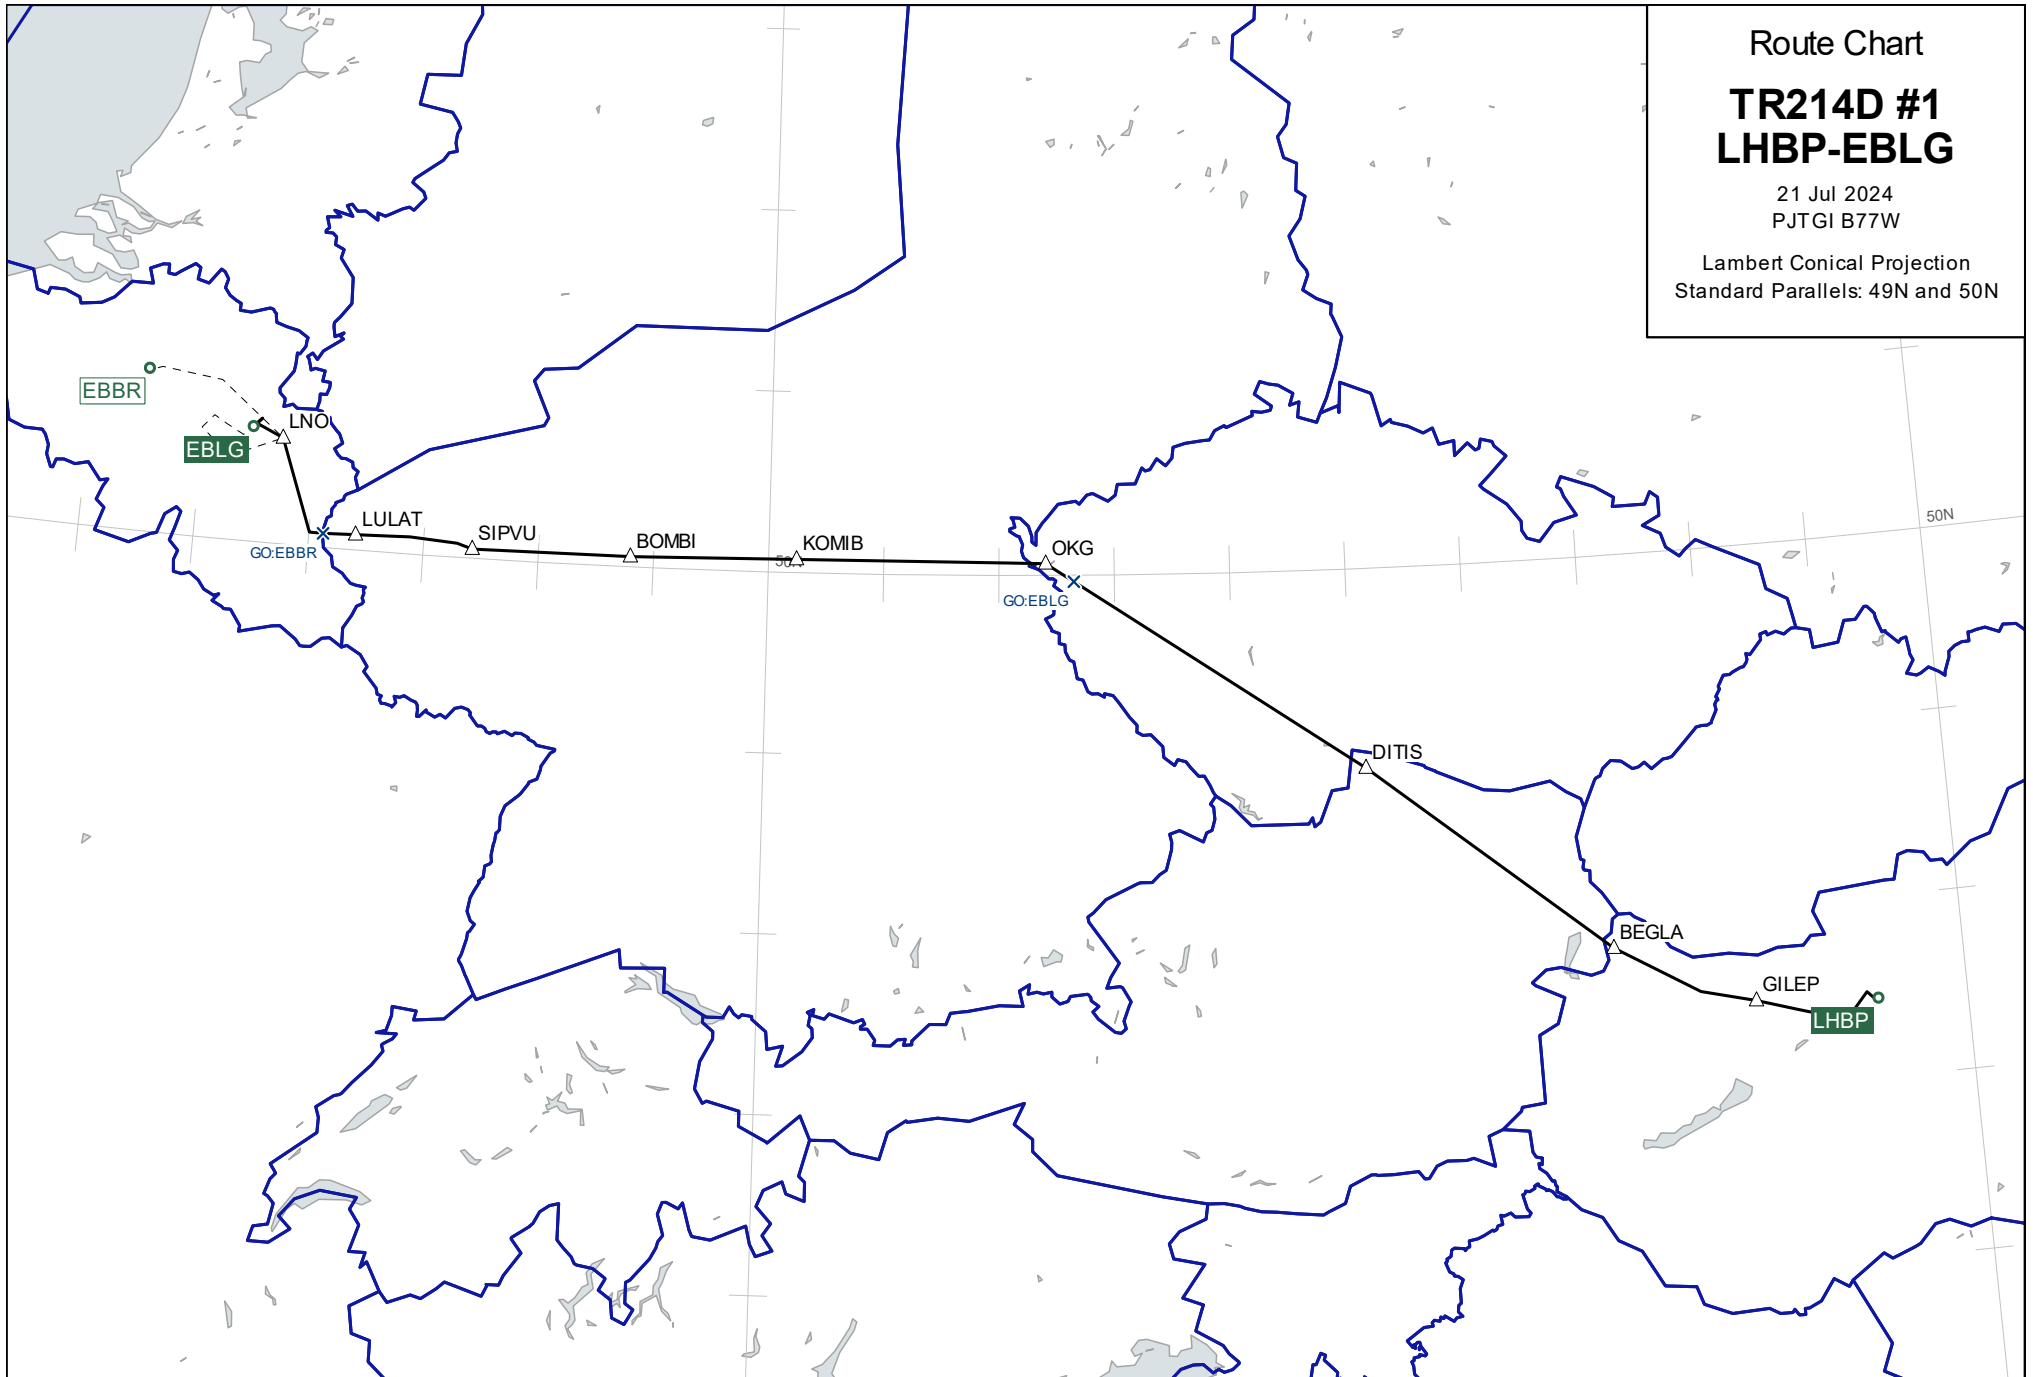 Route Chart
TR214D #1
LHBP-EBLG
21 Jul 2024
PJTGI B77W
Lambert Conical Projection
Standard Parallels: 49N and 50N
EBBR
LNO
EBLG
LULAT
SIPVU
BOMBI
KOMIB
OKG
50N
GO:EBBR
50N
GO:EBLG
DITIS
BEGLA
GILEP
LHBP